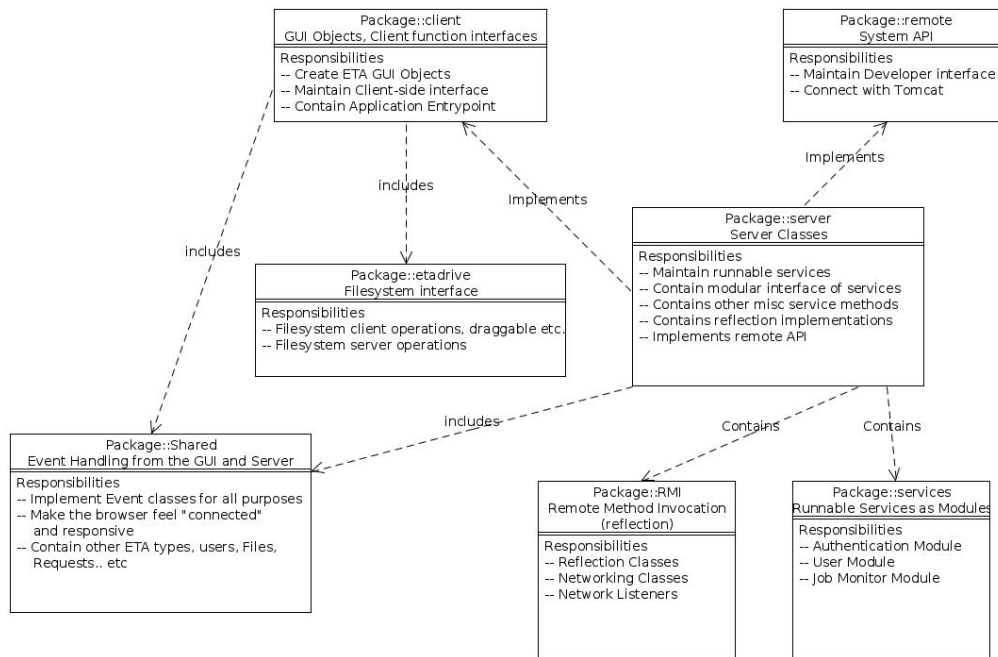 Package::client
GUI Objects, Client function interfaces
Responsibilities
-- Create ETA GUI Objects
-- Maintain Client-side interface
-- Contain Application Entrypoint
Package::remote
System API
Responsibilities
-- Maintain Developer interface
-- Connect with Tomcat
includes
Implements
Implements
includes
Package::server
Server Classes
Responsibilities
-- Maintain runnable services
-- Contain modular interface of services
-- Contains other misc service methods
-- Contains reflection implementations
-- Implements remote API
Package::etadrive
Filesystem interface
Responsibilities
-- Filesystem client operations, draggable etc.
-- Filesystem server operations
includes
Contains
Contains
Package::Shared
Event Handling from the GUI and Server
Responsibilities
-- Implement Event classes for all purposes
-- Make the browser feel "connected"
and responsive
-- Contain other ETA types, users, Files,
Requests.. etc
Package::RMI
Remote Method Invocation
(reflection)
Responsibilities
-- Reflection Classes
-- Networking Classes
-- Network Listeners
Package::services
Runnable Services as Modules
Responsibilities
-- Authentication Module
-- User Module
-- Job Monitor Module